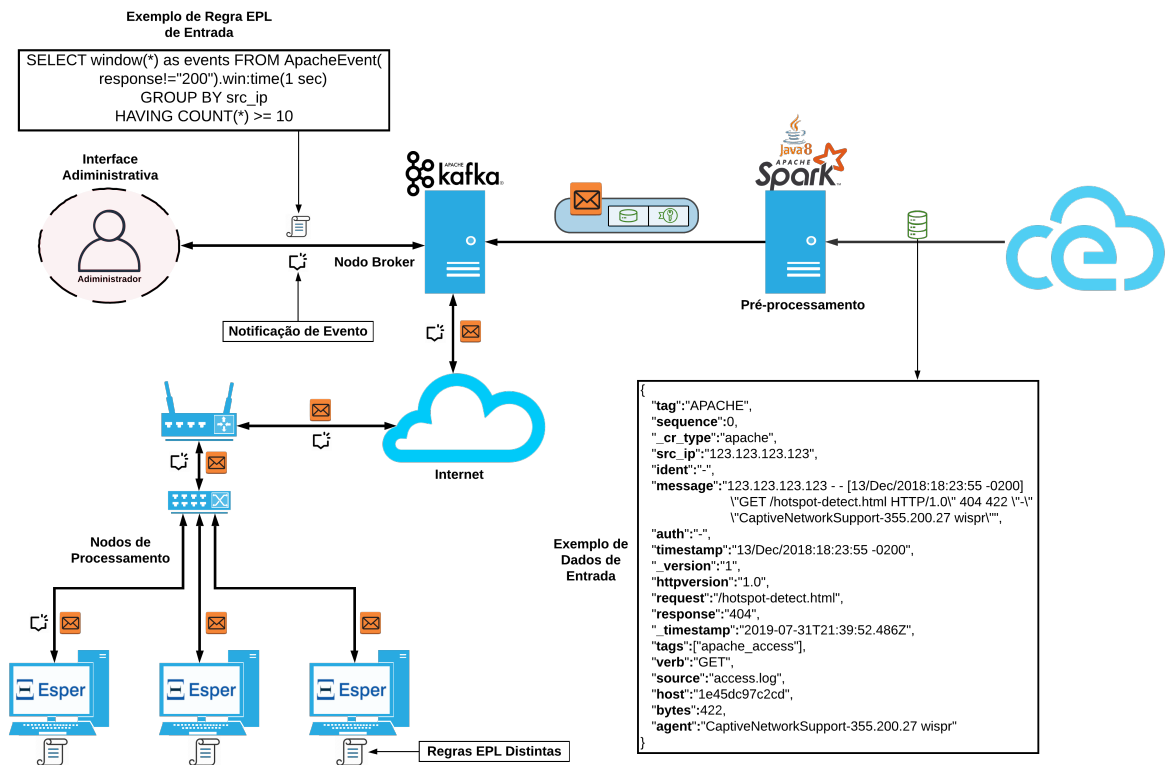 Exemplo de Regra EPL
de Entrada
SELECT window(*) as events FROM ApacheEvent(
response!="200").win:time(1 sec)
GROUP BY src_ip
HAVING COUNT(*) >= 10
Interface
Adiministrativa
Adiministrador
APACHE
kafka
Nodo Broker
Notificação de Evento
Java8
APACHE
Spark
Pré-processamento
Internet
Nodos de
Processamento
Esper
Esper
Esper
Regras EPL Distintas
Exemplo de
Dados de
Entrada
{
"tag":"APACHE",
"sequence":0,
"_cr_type":"apache",
"src_ip":"123.123.123.123",
"ident":"-",
"message":"123.123.123.123 - - [13/Dec/2018:18:23:55 -0200]
\"GET /hotspot-detect.html HTTP/1.0\" 404 422 \"-\"
\"CaptiveNetworkSupport-355.200.27 wispr\"",
"auth":"-",
"timestamp":"13/Dec/2018:18:23:55 -0200",
"_version":"1",
"httpversion":"1.0",
"request":"/hotspot-detect.html",
"response":"404",
"_timestamp":"2019-07-31T21:39:52.486Z",
"tags":["apache_access"],
"verb":"GET",
"source":"access.log",
"host":"1e45dc97c2cd",
"bytes":422,
"agent":"CaptiveNetworkSupport-355.200.27 wispr"
}